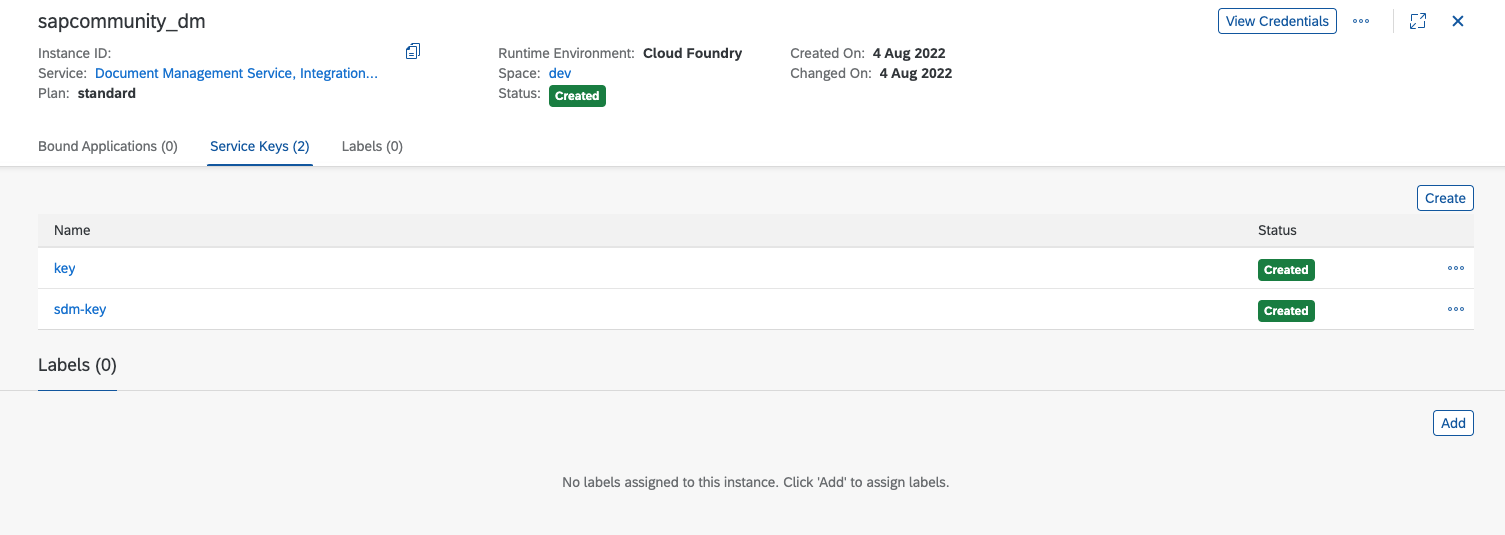 sapcommunity_dm
View Credentials
Instance ID:
Service: Document Management Service, Integration...
Plan: standard
Runtime Environment: Cloud Foundry
Space: dev
Status: Created
Created On: 4 Aug 2022
Changed On: 4 Aug 2022
Bound Applications (0) Service Keys (2) Labels (0)
Create
Name Status
key Created
sdm-key Created
Labels (0)
Add
No labels assigned to this instance. Click 'Add' to assign labels.